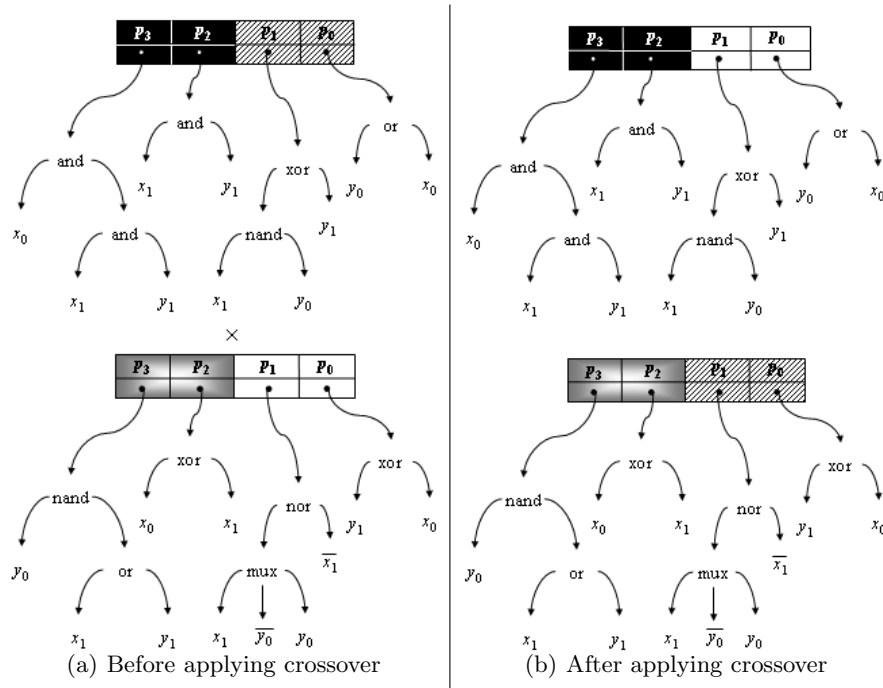 p3 p2 p1 p0
and
or
and
xor
x1 y1 y0 x0
x0 and nand y1
x1 y1 x1 y0
×
p3 p2 p1 p0
xor
xor
nand
nor
x0 x1 y1 x0
y0 or mux x̅1̅
x1 y1 x1 y̅0̅ y0
(a) Before applying crossover
p3 p2 p1 p0
and
or
and
xor
x1 y1 y0 x0
x0 and nand y1
x1 y1 x1 y0
p3 p2 p1 p0
xor
xor
nand
nor
x0 x1 y1 x0
y0 or mux x̅1̅
x1 y1 x1 y̅0̅ y0
(b) After applying crossover